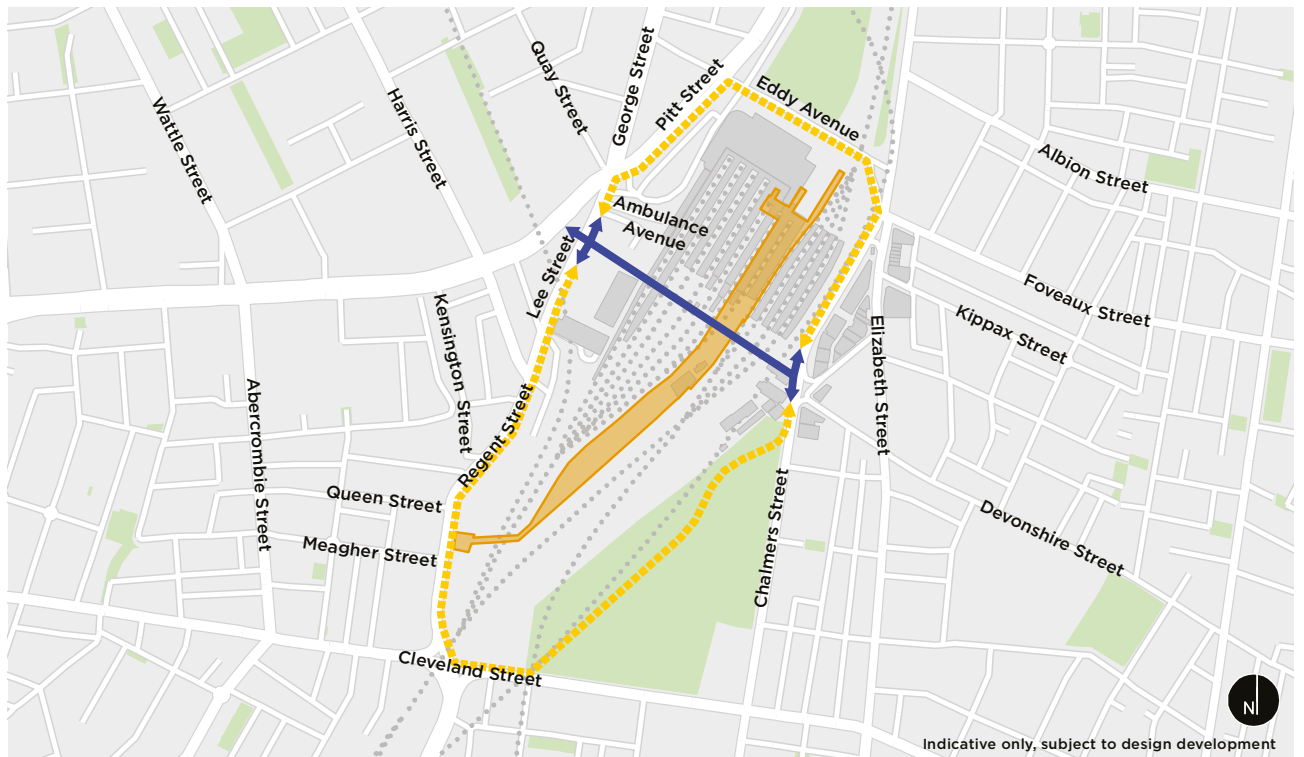 Quay Street
George Street
Pitt Street
Eddy Avenue
Wattle Street
Harris Street
Albion Street
Ambulance
Avenue
Lee Street
Foveaux Street
Kensington Street
Kippax Street
Elizabeth Street
Abercrombie Street
Regent Street
Queen Street
Chalmers Street
Devonshire Street
Meagher Street
Cleveland Street
N
Indicative only, subject to design development